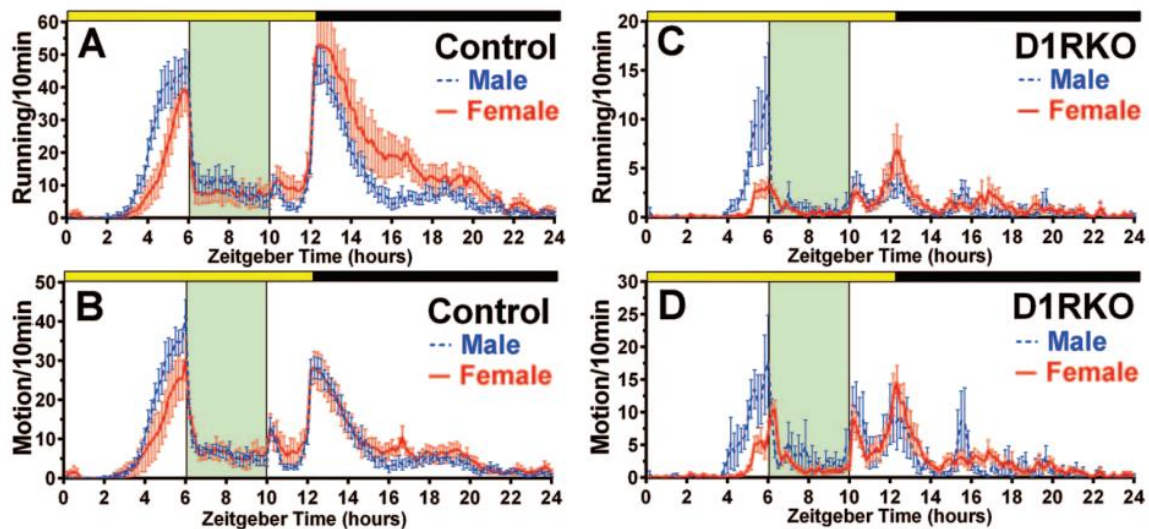 A
Control
Male
Female
Running/10min
60
50
40
30
20
10
0
0 2 4 6 8 10 12 14 16 18 20 22 24
Zeitgeber Time (hours)
C
D1RKO
Male
Female
Running/10min
20
15
10
5
0
0 2 4 6 8 10 12 14 16 18 20 22 24
Zeitgeber Time (hours)
B
Control
Male
Female
Motion/10min
50
40
30
20
10
0
0 2 4 6 8 10 12 14 16 18 20 22 24
Zeitgeber Time (hours)
D
D1RKO
Male
Female
Motion/10min
30
25
20
15
10
5
0
0 2 4 6 8 10 12 14 16 18 20 22 24
Zeitgeber Time (hours)